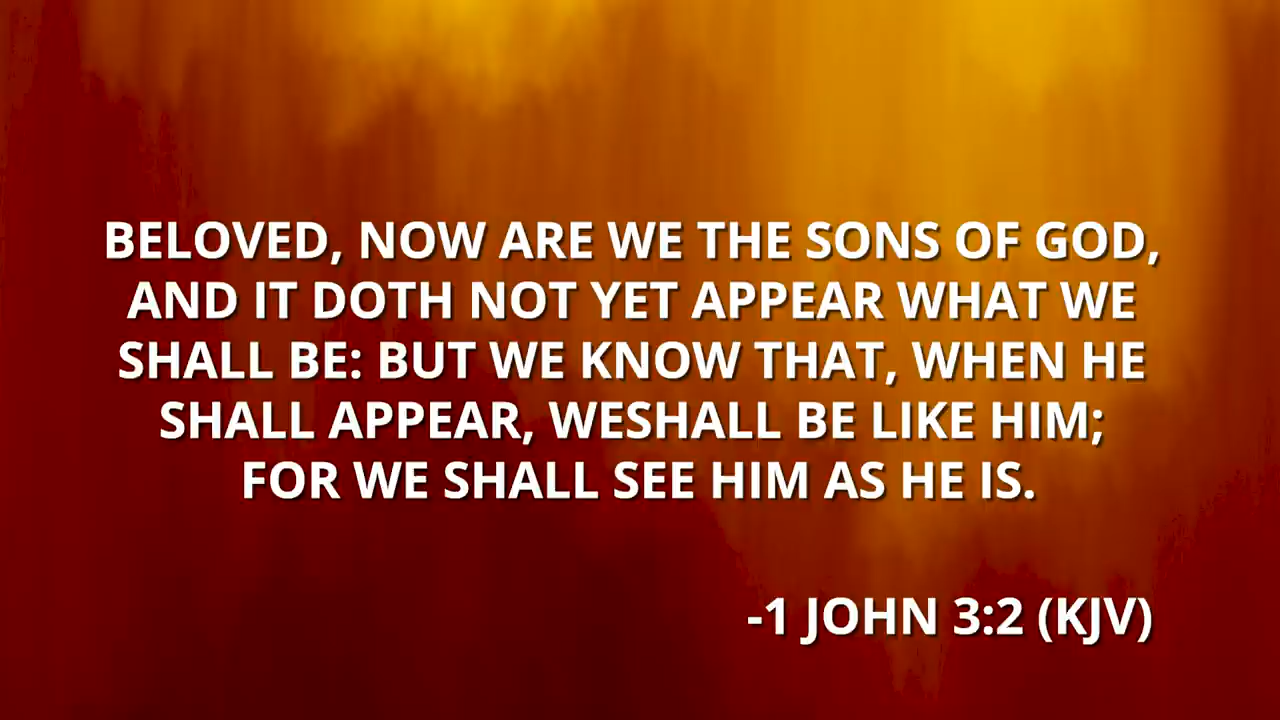 BELOVED, NOW ARE WE THE SONS OF GOD,
AND IT DOTH NOT YET APPEAR WHAT WE
SHALL BE: BUT WE KNOW THAT, WHEN HE
SHALL APPEAR, WESHALL BE LIKE HIM;
FOR WE SHALL SEE HIM AS HE IS.
-1 JOHN 3:2 (KJV)